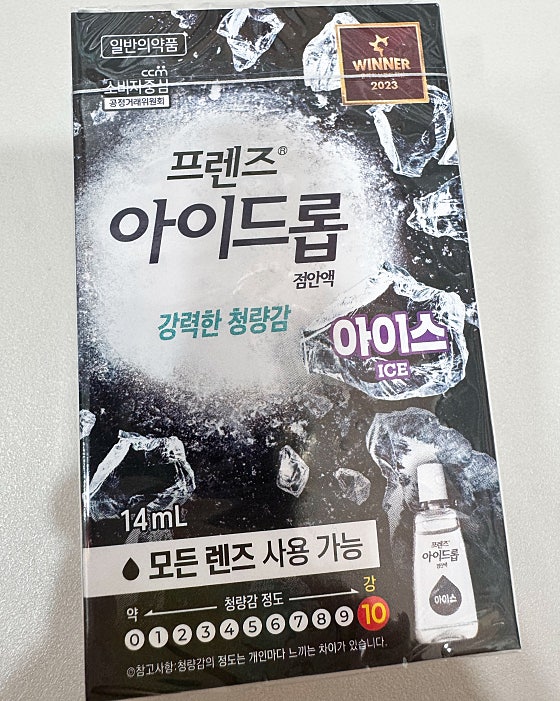 일반의약품
ccm
소비자중심
공정거래위원회
WINNER
2023
프렌즈®
아이드롭
점안액
강력한 청량감
아이스
ICE
14mL
모든 렌즈 사용 가능
약 청량감 정도 강
0 1 2 3 4 5 6 7 8 9 10
◎참고사항:청량감의 정도는 개인마다 느끼는 차이가 있습니다.
프렌즈®
아이드롭
점안액
아이스